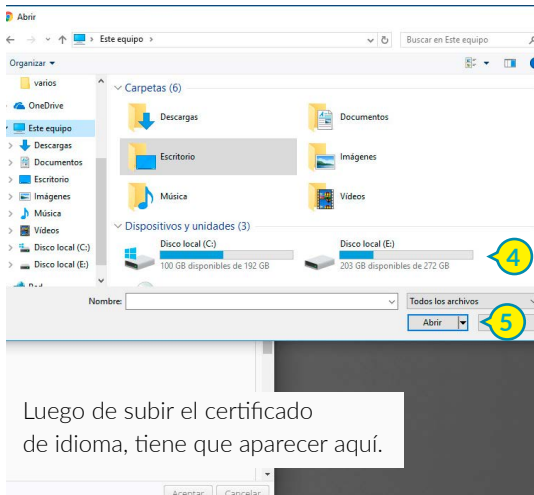 Abrir
Este equipo
Buscar en Este equipo
Organizar
varios
OneDrive
Este equipo
Descargas
Documentos
Escritorio
Imágenes
Música
Vídeos
Disco local (C:)
Disco local (E:)
Red
Carpetas (6)
Descargas
Documentos
Escritorio
Imágenes
Música
Vídeos
Dispositivos y unidades (3)
Disco local (C:)
100 GB disponibles de 192 GB
Disco local (E:)
203 GB disponibles de 272 GB
4
Nombre:
Todos los archivos
Abrir
5
Luego de subir el certificado
de idioma, tiene que aparecer aquí.
Aceptar
Cancelar